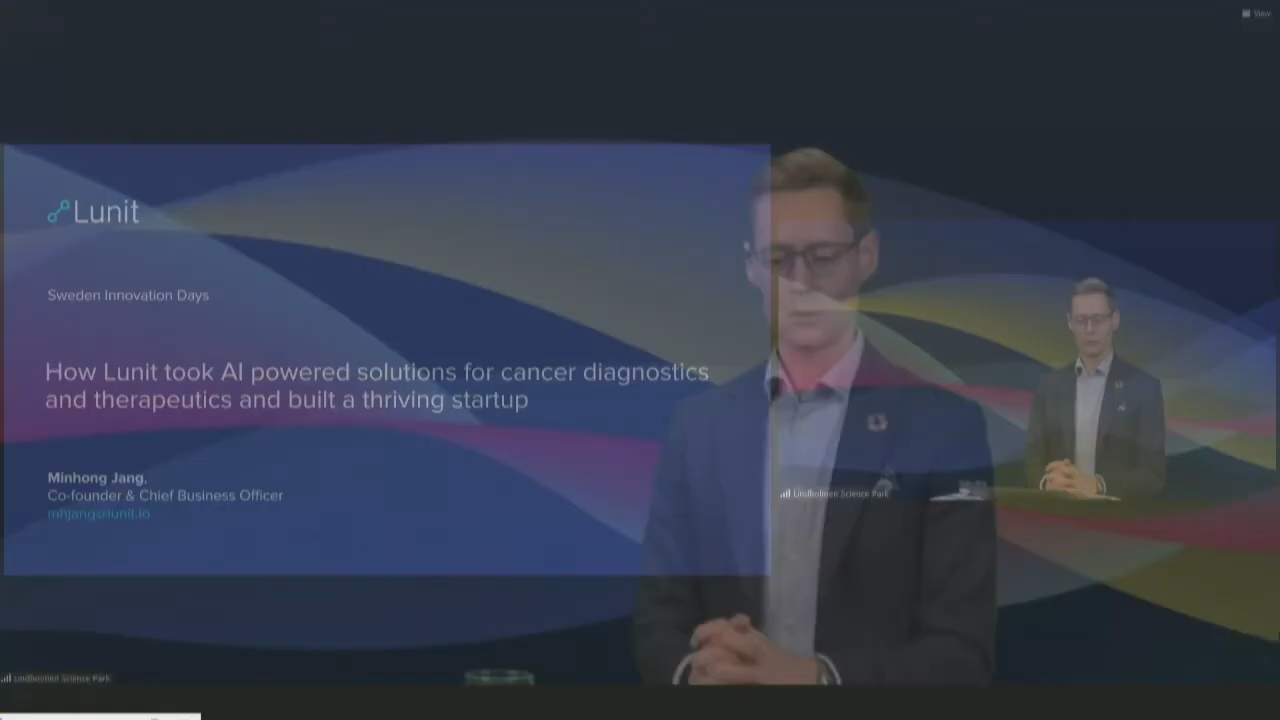 View
Lunit
Sweden Innovation Days
How Lunit took AI powered solutions for cancer diagnostics
and therapeutics and built a thriving startup
Minhong Jang,
Co-founder & Chief Business Officer
mhjang@lunit.io
Lindholmen Science Park
Lindholmen Science Park